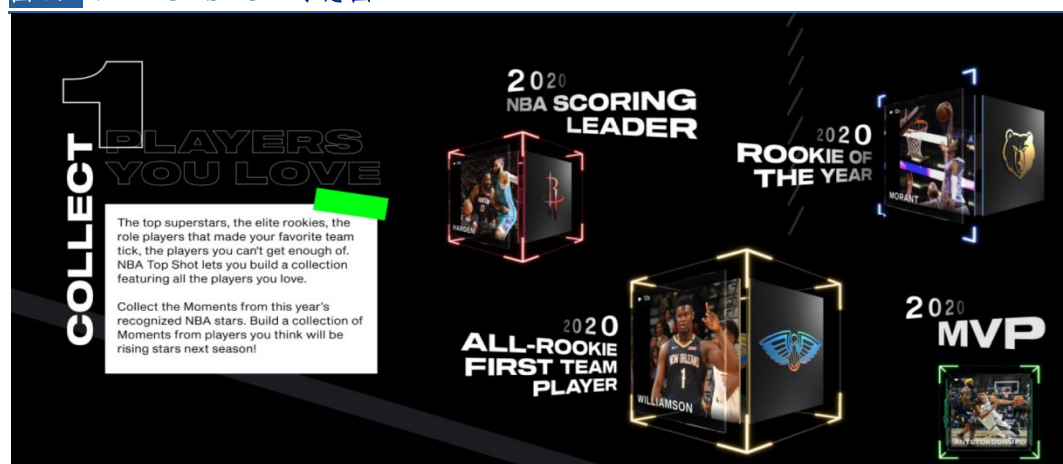 1
COLLECT
PLAYERS
YOU LOVE
The top superstars, the elite rookies, the
role players that made your favorite team
tick, the players you can't get enough of.
NBA Top Shot lets you build a collection
featuring all the players you love.
Collect the Moments from this year's
recognized NBA stars. Build a collection of
Moments from players you think will be
rising stars next season!
2020
NBA SCORING
LEADER
HARDEN
2020
ROOKIE OF
THE YEAR
MORANT
2020
ALL-ROOKIE
FIRST TEAM
PLAYER
NEW ORLEANS
1
WILLIAMSON
2020
MVP
ANTETOKOUNMPO